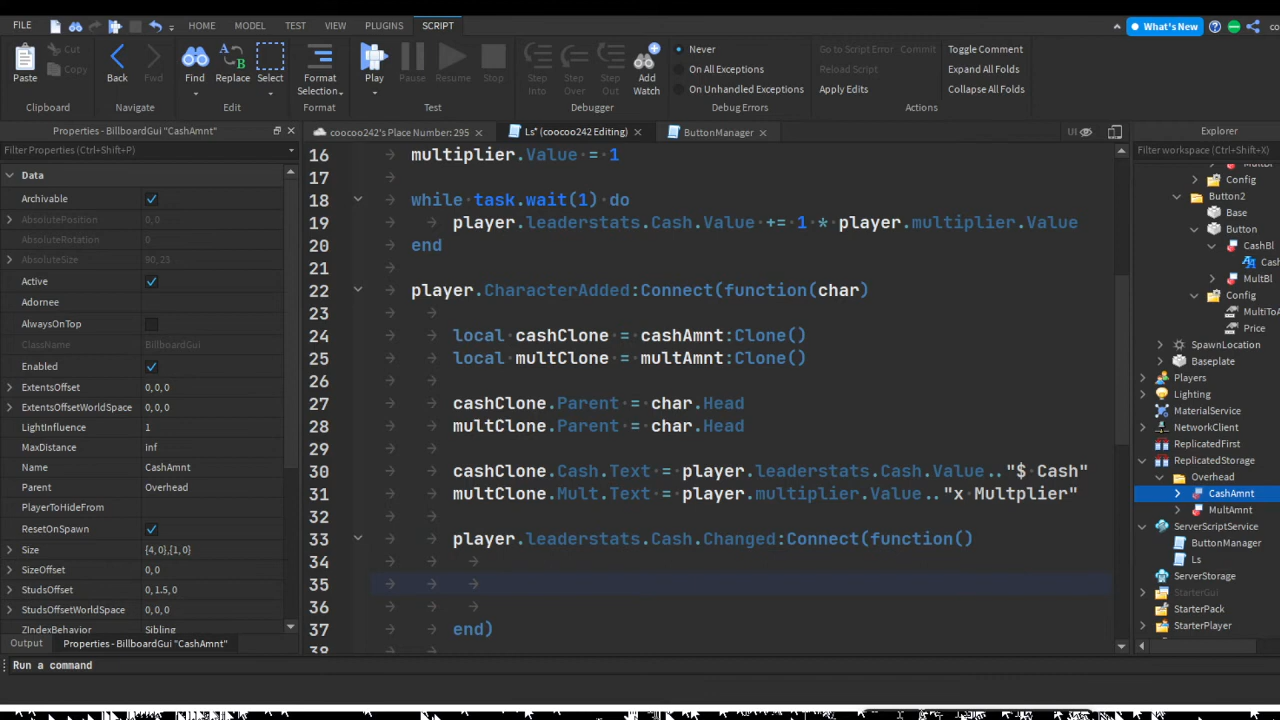 FILE HOME MODEL TEST VIEW PLUGINS SCRIPT What's New co
Cut
Copy
Paste Back Fwd Find Replace Select Format Selection Play Pause Resume Stop Step Into Step Over Step Out Add Watch
Never
On All Exceptions
On Unhandled Exceptions
Go to Script Error Commit
Reload Script
Apply Edits
Toggle Comment
Expand All Folds
Collapse All Folds
Clipboard Navigate Edit Format Test Debugger Debug Errors Actions
Properties - BillboardGui "CashAmnt"
coocoo242's Place Number: 295
Ls* (coocoo242 Editing)
ButtonManager
UI
Explorer
Filter Properties (Ctrl+Shift+P)
Data
Archivable
AbsolutePosition 0, 0
AbsoluteRotation 0
AbsoluteSize 90, 23
Active
Adornee
AlwaysOnTop
ClassName BillboardGui
Enabled
ExtentsOffset 0, 0, 0
ExtentsOffsetWorldSpace 0, 0, 0
LightInfluence 1
MaxDistance inf
Name CashAmnt
Parent Overhead
PlayerToHideFrom
ResetOnSpawn
Size {4, 0},{1, 0}
SizeOffset 0, 0
StudsOffset 0, 1.5, 0
StudsOffsetWorldSpace 0, 0, 0
ZIndexBehavior Sibling
Output Properties - BillboardGui "CashAmnt"
16 multiplier.Value = 1
17
18 while task.wait(1) do
19 player.leaderstats.Cash.Value += 1 * player.multiplier.Value
20 end
21
22 player.CharacterAdded:Connect(function(char)
23
24 local cashClone = cashAmnt:Clone()
25 local multClone = multAmnt:Clone()
26
27 cashClone.Parent = char.Head
28 multClone.Parent = char.Head
29
30 cashClone.Cash.Text = player.leaderstats.Cash.Value.."$ Cash"
31 multClone.Mult.Text = player.multiplier.Value.."x Multplier"
32
33 player.leaderstats.Cash.Changed:Connect(function()
34
35
36
37 end)
38
Filter workspace (Ctrl+Shift+X)
Config
Button2
Base
Button
CashBl
Cash
MultBl
Config
MultiToA
Price
SpawnLocation
Baseplate
Players
Lighting
MaterialService
NetworkClient
ReplicatedFirst
ReplicatedStorage
Overhead
CashAmnt
MultAmnt
ServerScriptService
ButtonManager
Ls
ServerStorage
StarterGui
StarterPack
StarterPlayer
Run a command